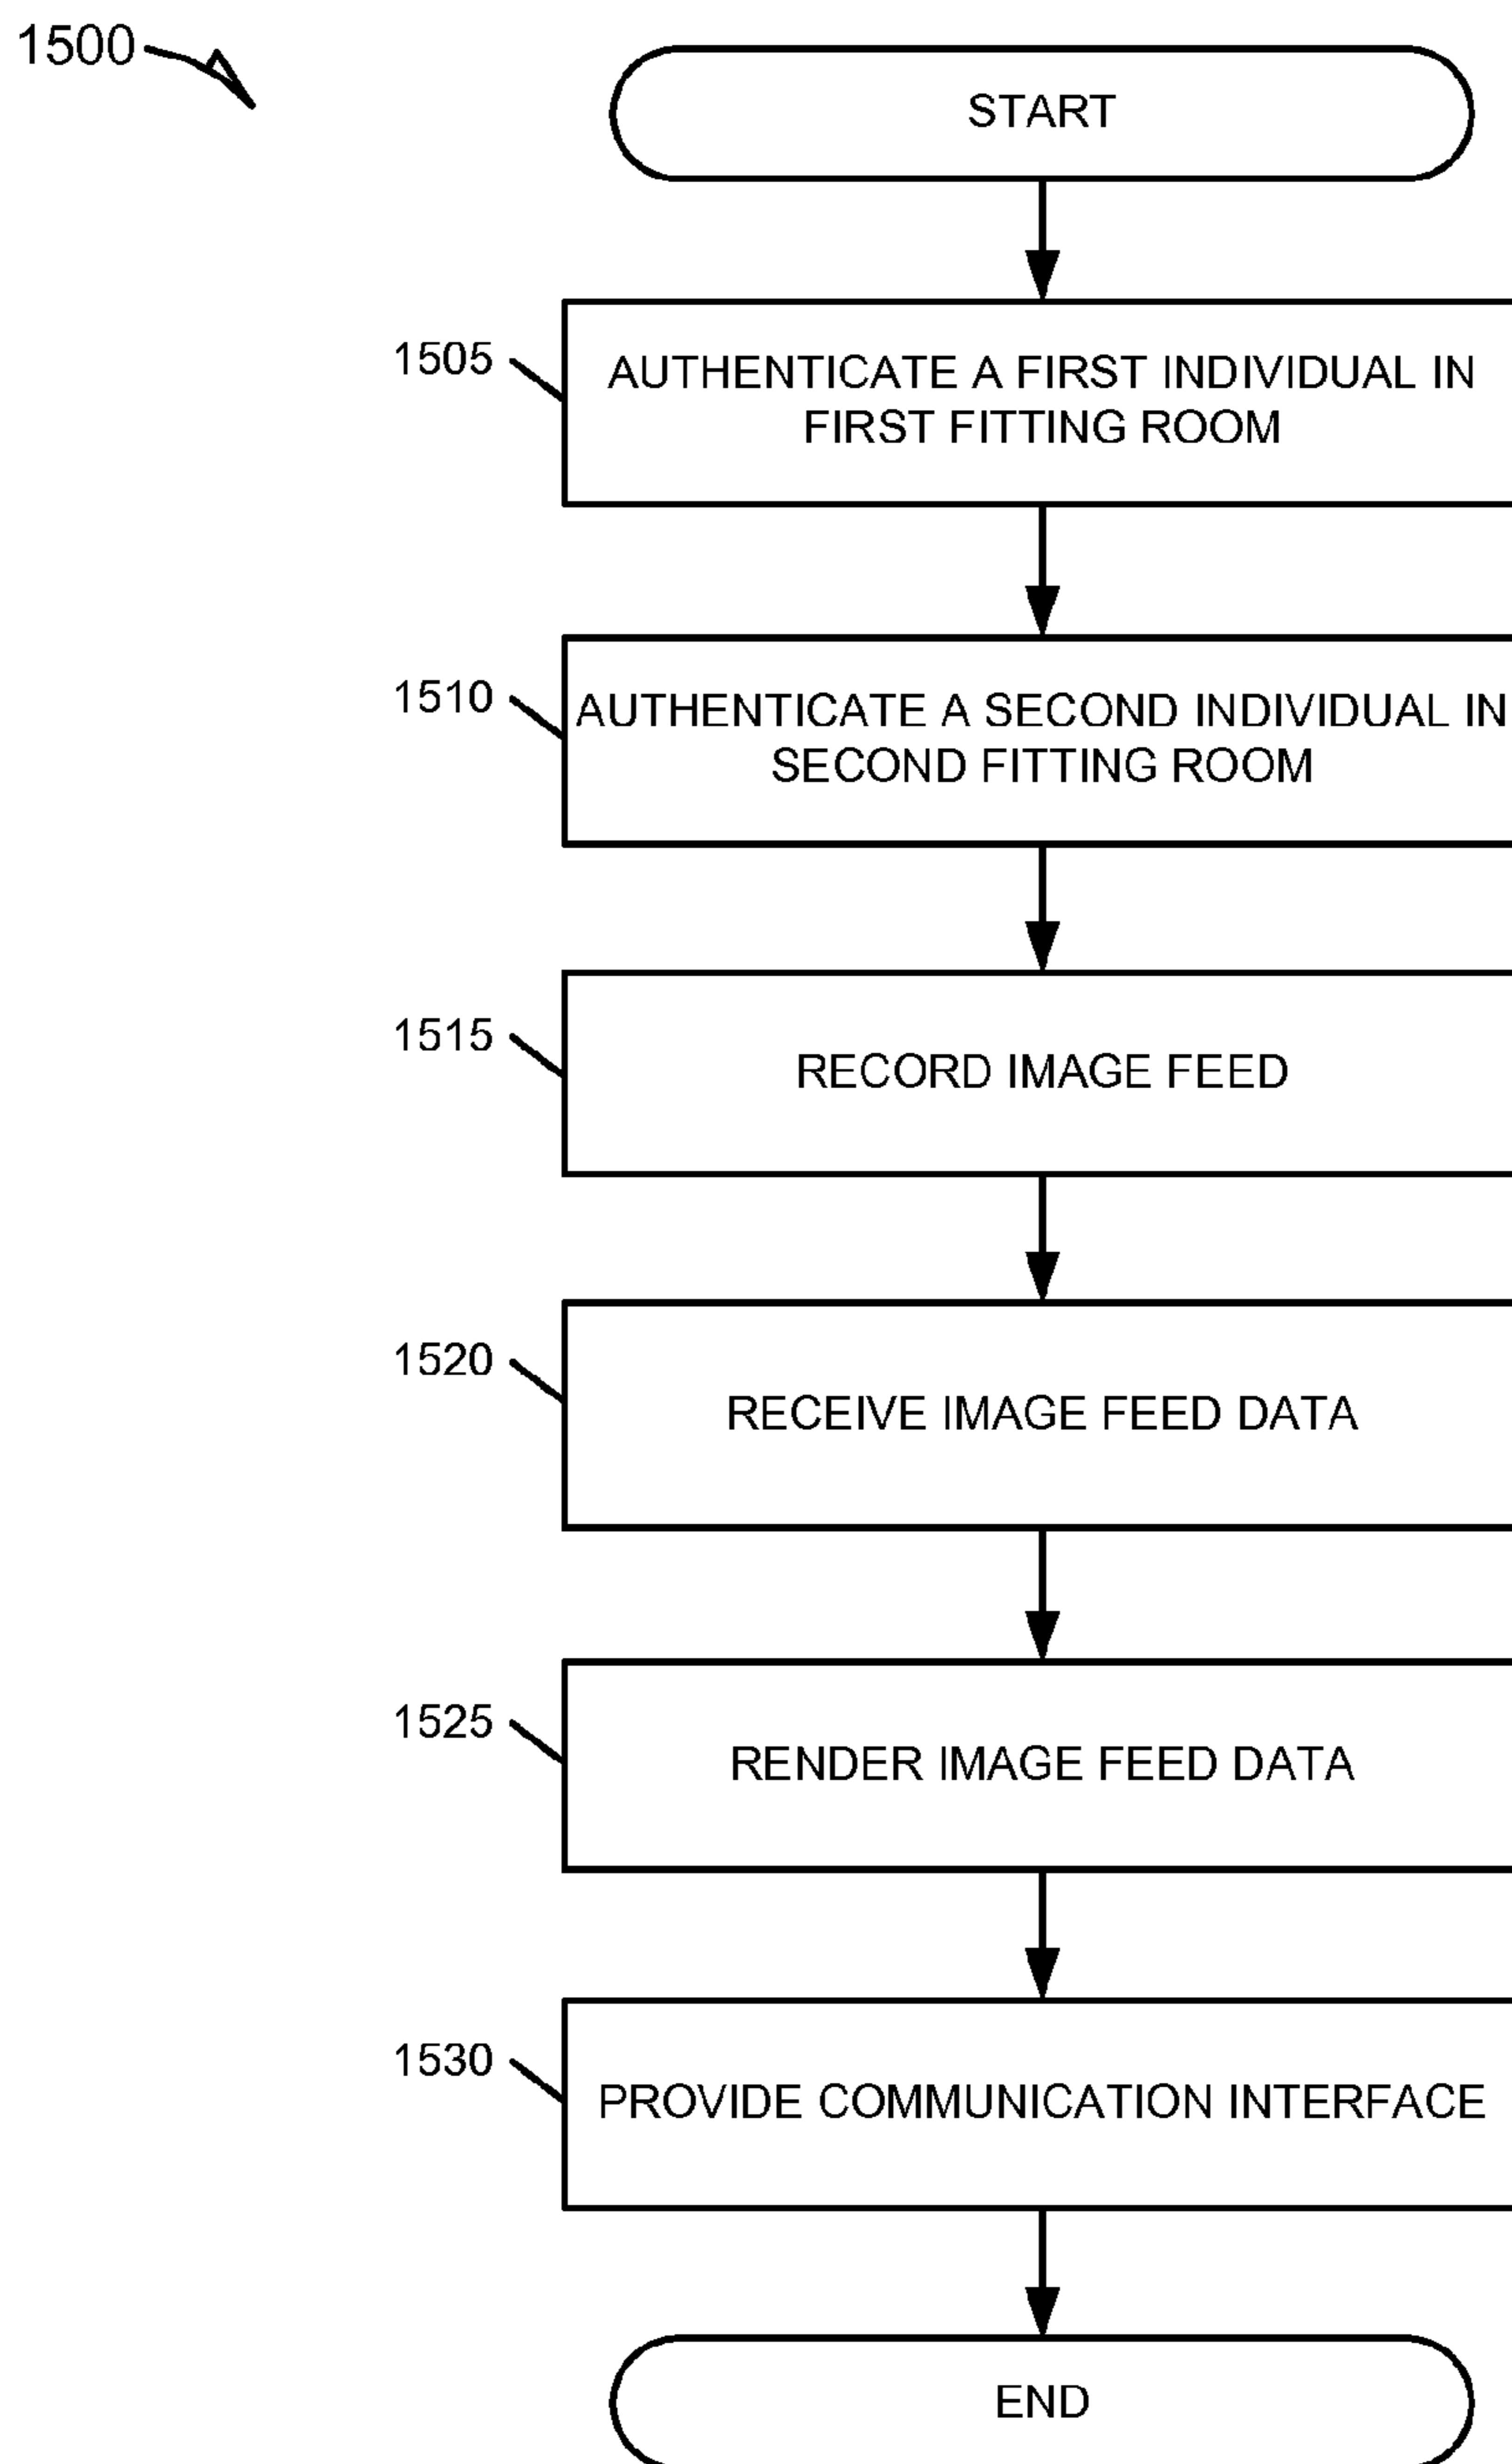 1500
START
1505
AUTHENTICATE A FIRST INDIVIDUAL IN
FIRST FITTING ROOM
1510
AUTHENTICATE A SECOND INDIVIDUAL IN
SECOND FITTING ROOM
1515
RECORD IMAGE FEED
1520
RECEIVE IMAGE FEED DATA
1525
RENDER IMAGE FEED DATA
1530
PROVIDE COMMUNICATION INTERFACE
END